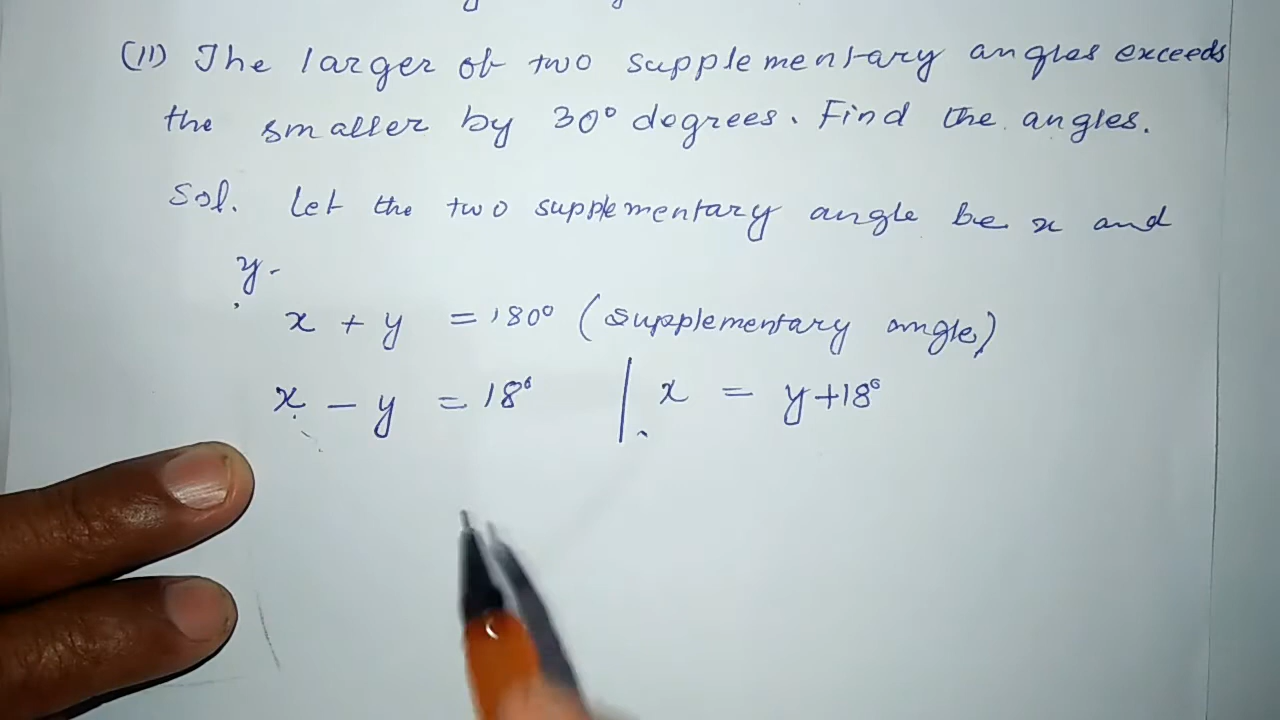 (11) The larger of two supplementary angles exceeds
the smaller by 30° degrees. Find the angles.
Sol. Let the two supplementary angle be x and
y.
x + y = 180° (supplementary angle)
x - y = 18° | x = y+18°